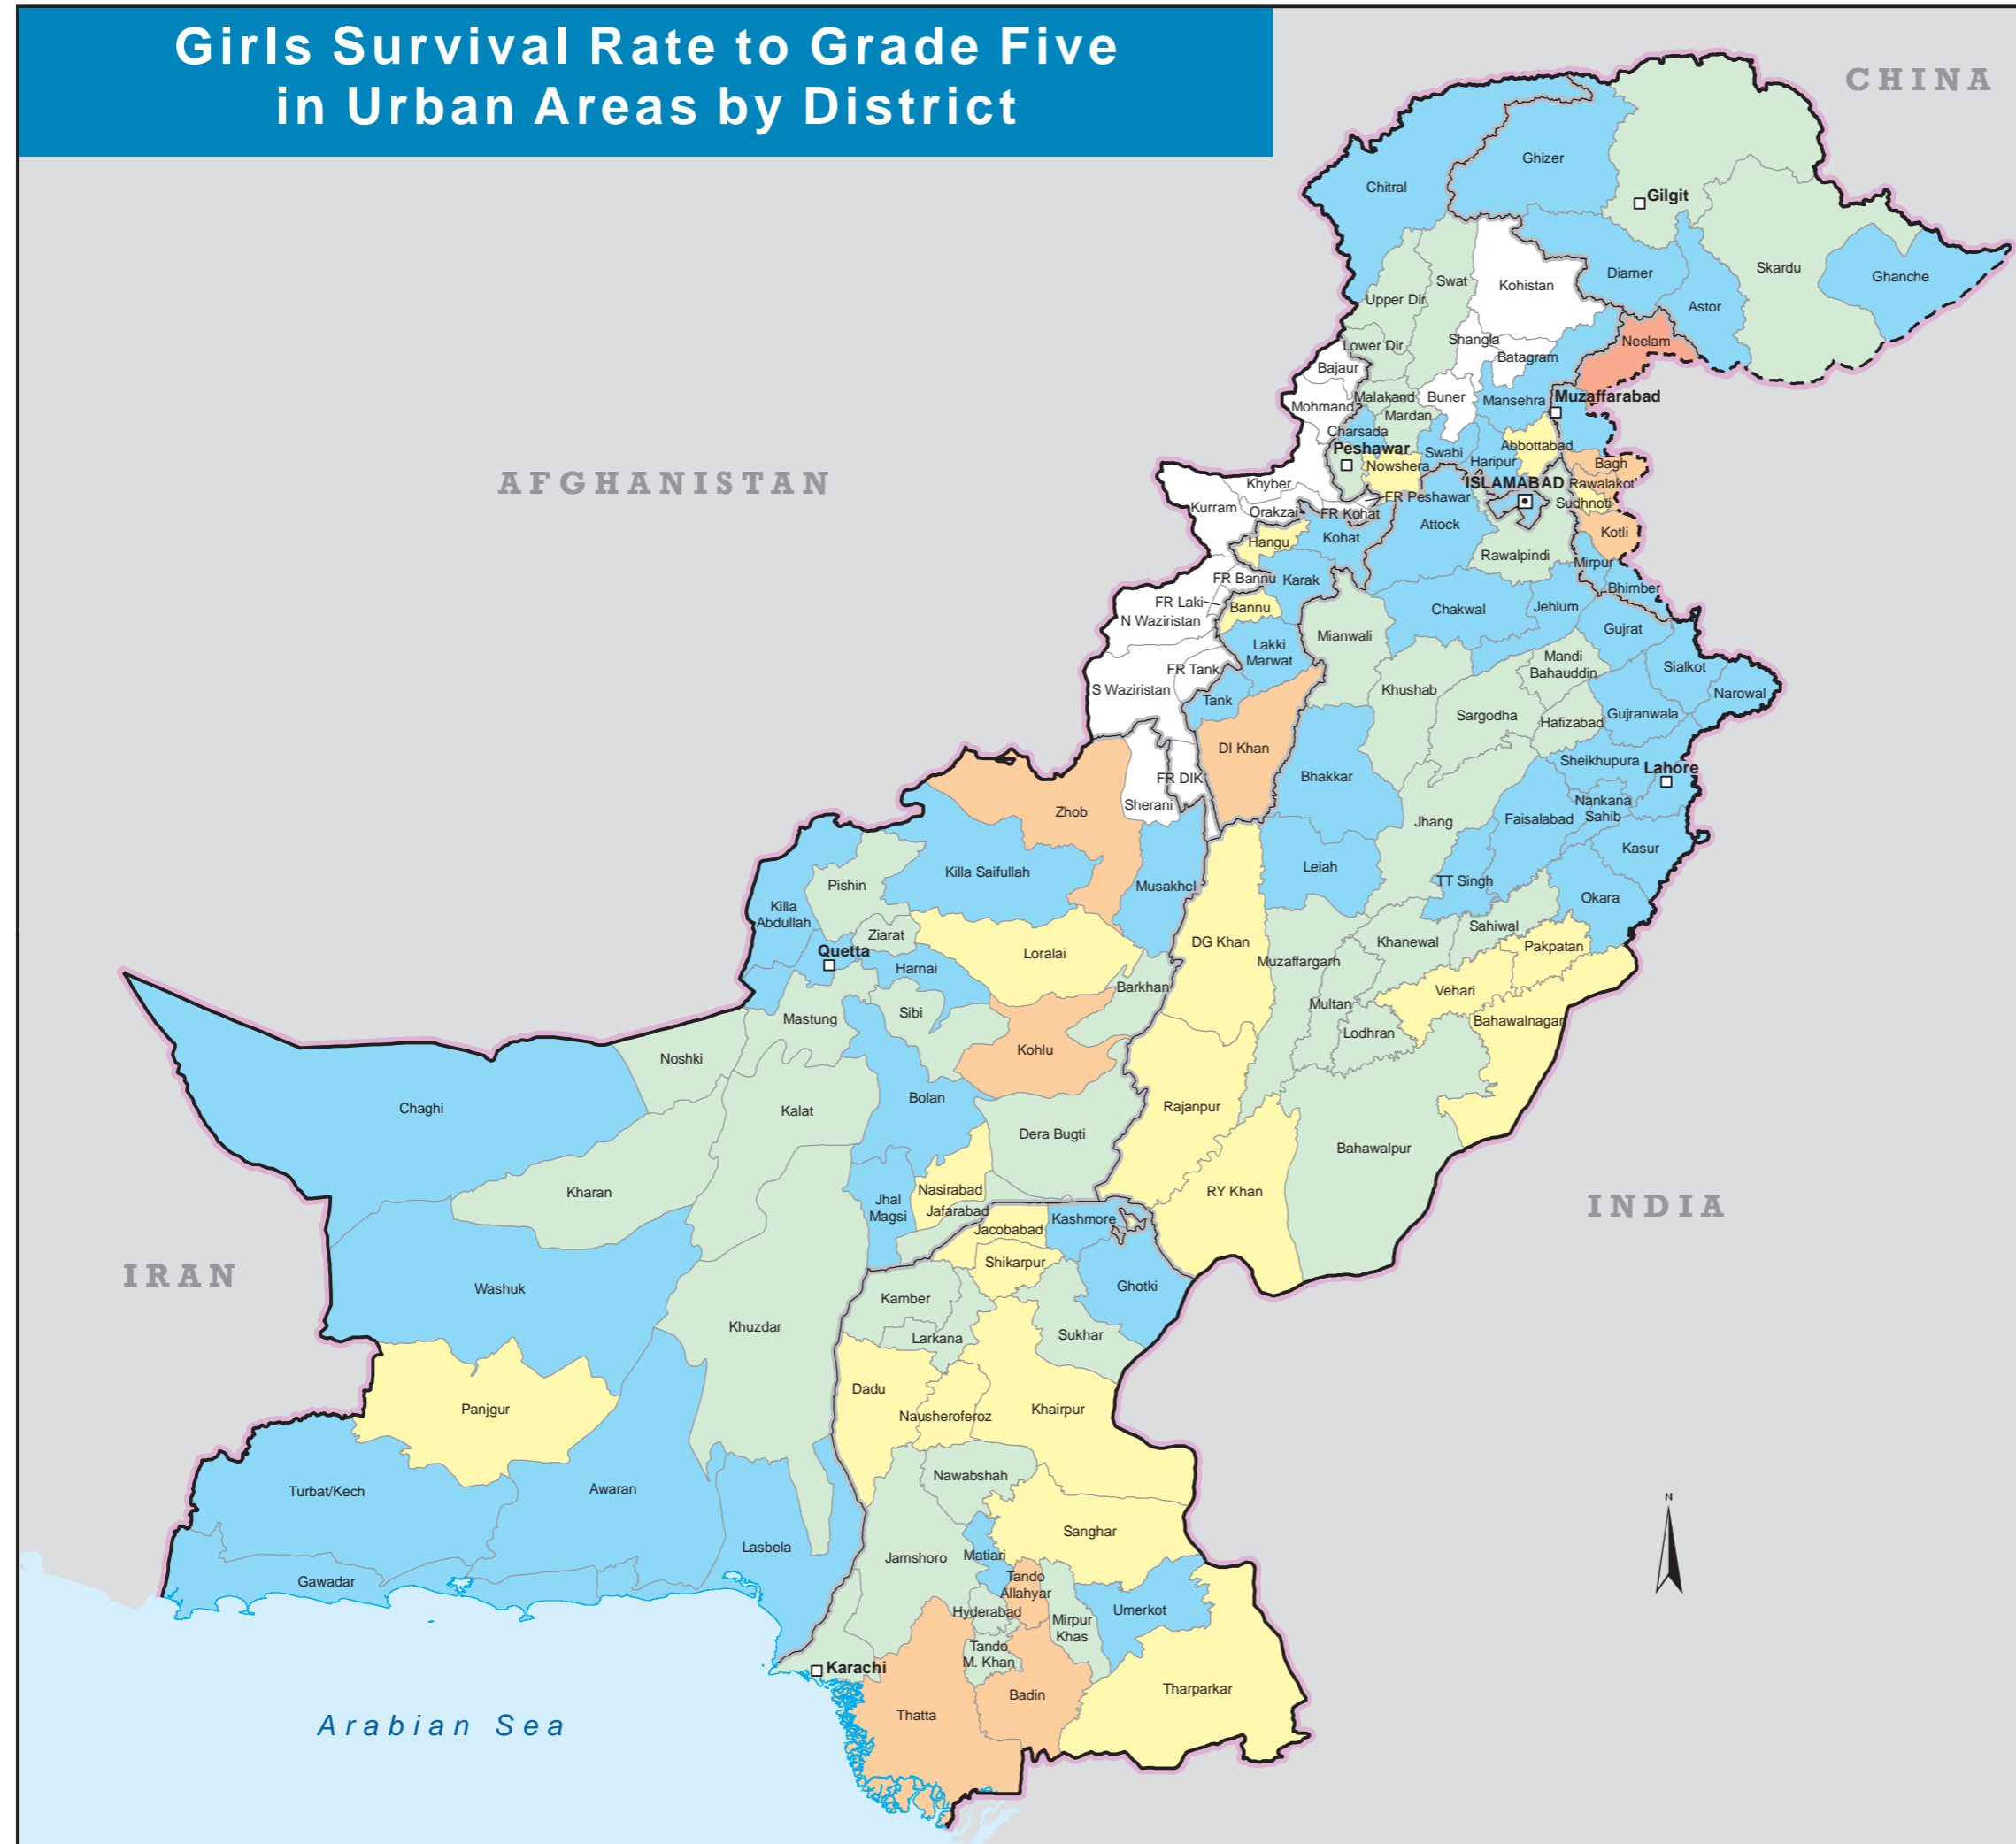 Girls Survival Rate to Grade Five
in Urban Areas by District
CHINA
Ghizer
Chitral
Gilgit
Skardu
Ghanche
Diamer
Astor
Swat
Kohistan
Upper Dir
Neelam
Shangla
Lower Dir
Batagram
Bajaur
Malakand
Buner
Mansehra
Muzaffarabad
Mohmand
Mardan
Charsada
Abbottabad
Peshawar
Swabi
Haripur
Nowshera
Bagh
AFGHANISTAN
Khyber
ISLAMABAD
Rawalakot
FR Peshawar
Sudhnoti
Kurram
Orakzai
FR Kohat
Attock
Kotli
Hangu
Kohat
Rawalpindi
Mirpur
FR Bannu
Karak
Bhimber
FR Laki
Bannu
Chakwal
Jehlum
N Waziristan
Mianwali
Gujrat
Lakki
Marwat
Mandi
Bahauddin
FR Tank
Sialkot
S Waziristan
Khushab
Narowal
Tank
Sargodha
Hafizabad
Gujranwala
DI Khan
Sheikhupura
Lahore
FR DIK
Bhakkar
Sherani
Zhob
Nankana
Sahib
Jhang
Faisalabad
Kasur
Killa Saifullah
Leiah
TT Singh
Musakhel
Pishin
Okara
Killa
Abdullah
Sahiwal
Ziarat
DG Khan
Khanewal
Pakpatan
Quetta
Loralai
Muzaffargarh
Harnai
Barkhan
Vehari
Multan
Sibi
Mastung
Bahawalnagar
Lodhran
Kohlu
Noshki
Chaghi
Kalat
Bolan
Rajanpur
Dera Bugti
Bahawalpur
Kharan
Nasirabad
RY Khan
Jhal
Magsi
Jafarabad
INDIA
Kashmore
Jacobabad
IRAN
Shikarpur
Washuk
Ghotki
Kamber
Khuzdar
Larkana
Sukhar
Dadu
Panjgur
Nausheroferoz
Khairpur
Nawabshah
Turbat/Kech
Awaran
N
Sanghar
Lasbela
Jamshoro
Matiari
Gawadar
Tando
Allahyar
Hyderabad
Umerkot
Mirpur
Khas
Tando
M. Khan
Karachi
Tharparkar
Badin
Thatta
Arabian Sea